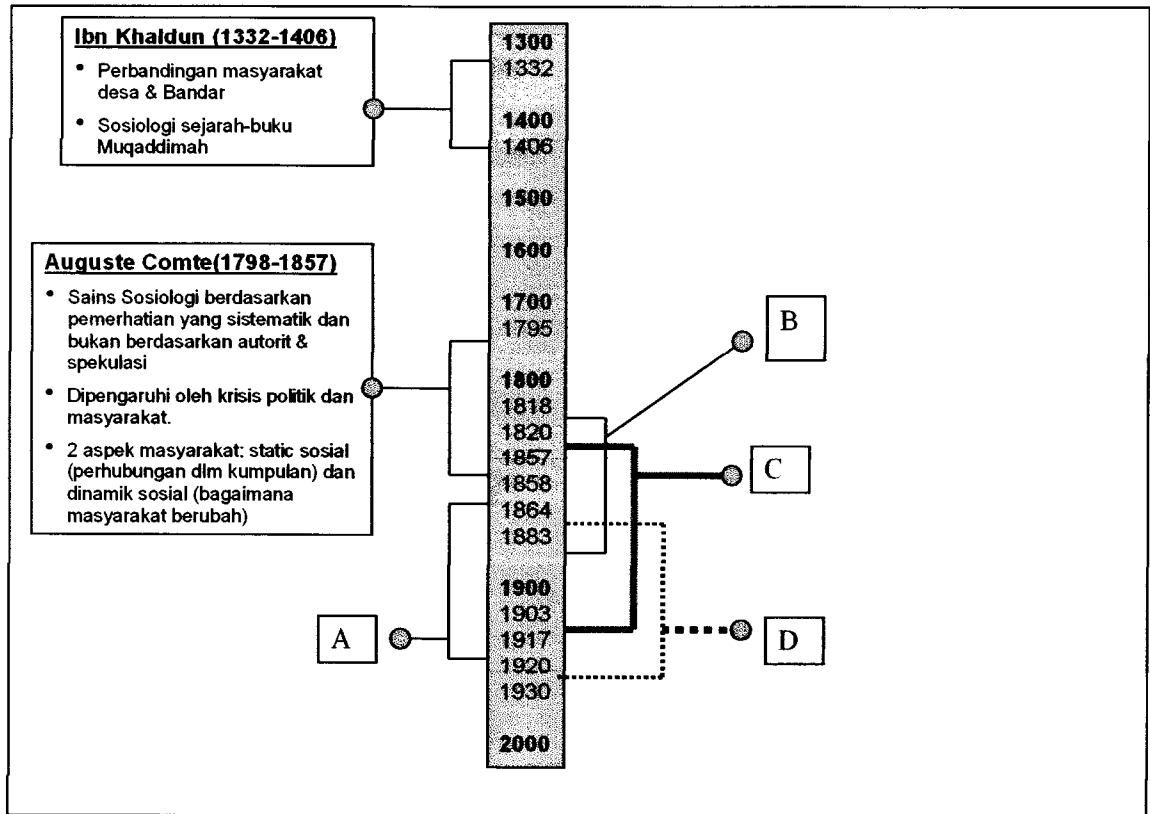 Ibn Khaldun (1332-1406)
• Perbandingan masyarakat
desa & Bandar
• Sosiologi sejarah-buku
Muqaddimah
Auguste Comte(1798-1857)
• Sains Sosiologi berdasarkan
pemerhatian yang sistematik dan
bukan berdasarkan autorit &
spekulasi
• Dipengaruhi oleh krisis politik dan
masyarakat.
• 2 aspek masyarakat: static sosial
(perhubungan dlm kumpulan) dan
dinamik sosial (bagaimana
masyarakat berubah)
A
1300
1332
1400
1406
1500
1600
1700
1795
1800
1818
1820
1857
1858
1864
1883
1900
1903
1917
1920
1930
2000
B
C
D